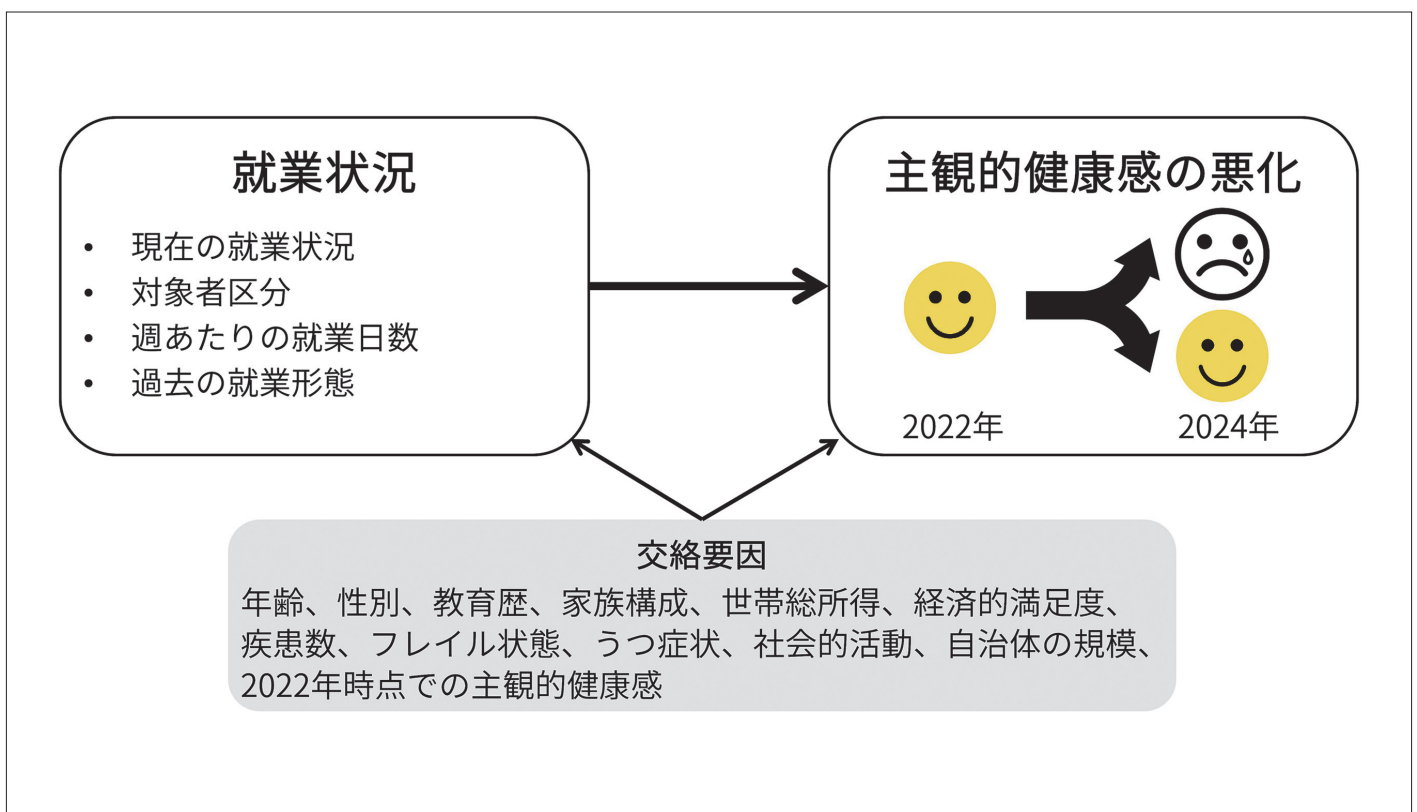 就業状況
• 現在の就業状況
• 対象者区分
• 週あたりの就業日数
• 過去の就業形態
主観的健康感の悪化
2022年
2024年
交絡要因
年齢、性別、教育歴、家族構成、世帯総所得、経済的満足度、
疾患数、フレイル状態、うつ症状、社会的活動、自治体の規模、
2022年時点での主観的健康感